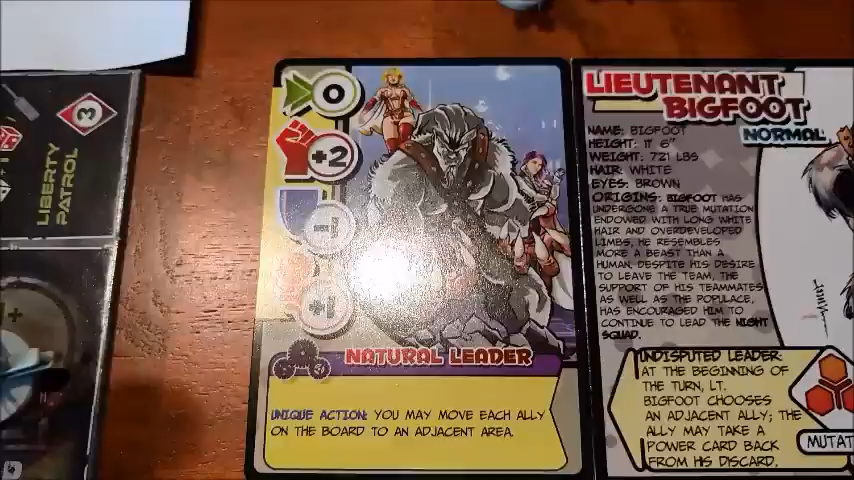 3
LIBERTY
PATROL
0
+2
+1
+1
NATURAL LEADER
UNIQUE ACTION: YOU MAY MOVE EACH ALLY
ON THE BOARD TO AN ADJACENT AREA.
LIEUTENANT
BIGFOOT
NORMAL
NAME: BIGFOOT
HEIGHT: 11' 6"
WEIGHT: 721 LBS
HAIR: WHITE
EYES: BROWN
ORIGINS: BIGFOOT HAS
UNDERGONE A TRUE MUTATION
ENDOWED WITH LONG WHITE
HAIR AND OVERDEVELOPED
LIMBS, HE RESEMBLES
MORE A BEAST THAN A
HUMAN. DESPITE HIS DESIRE
TO LEAVE THE TEAM, THE
SUPPORT OF HIS TEAMMATES
AS WELL AS THE POPULACE,
HAS ENCOURAGED HIM TO
CONTINUE TO LEAD THE NIGHT
SQUAD.
UNDISPUTED LEADER:
AT THE BEGINNING OF
THE TURN, LT.
BIGFOOT CHOOSES
AN ADJACENT ALLY; THE
ALLY MAY TAKE A
POWER CARD BACK
FROM HIS DISCARD.
MUTAT